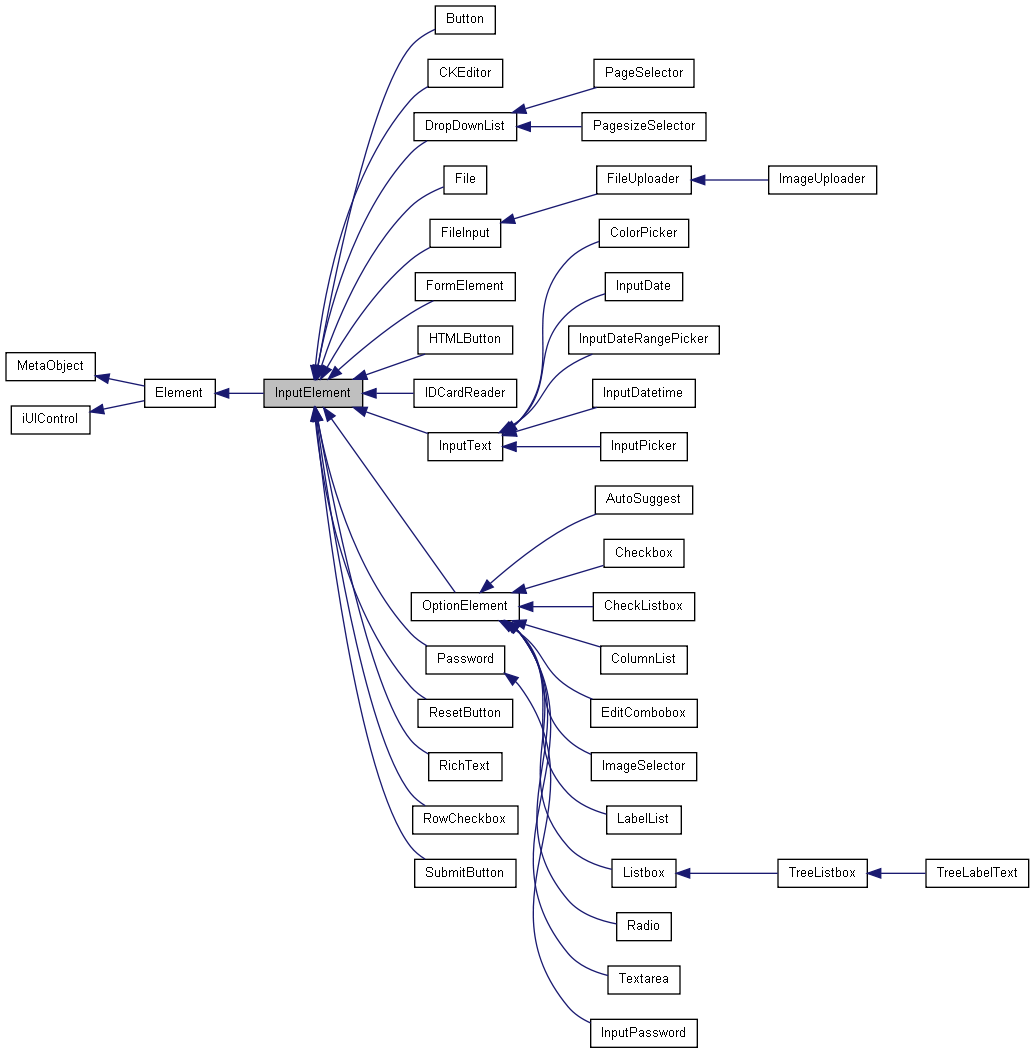 Button
CKEditor
PageSelector
DropDownList
PagesizeSelector
File
FileUploader
ImageUploader
FileInput
ColorPicker
FormElement
InputDate
HTMLButton
InputDateRangePicker
MetaObject
Element
InputElement
IDCardReader
InputDatetime
iUIControl
InputText
InputPicker
AutoSuggest
Checkbox
OptionElement
CheckListbox
Password
ColumnList
ResetButton
EditCombobox
RichText
ImageSelector
RowCheckbox
LabelList
SubmitButton
Listbox
TreeListbox
TreeLabelText
Radio
Textarea
InputPassword